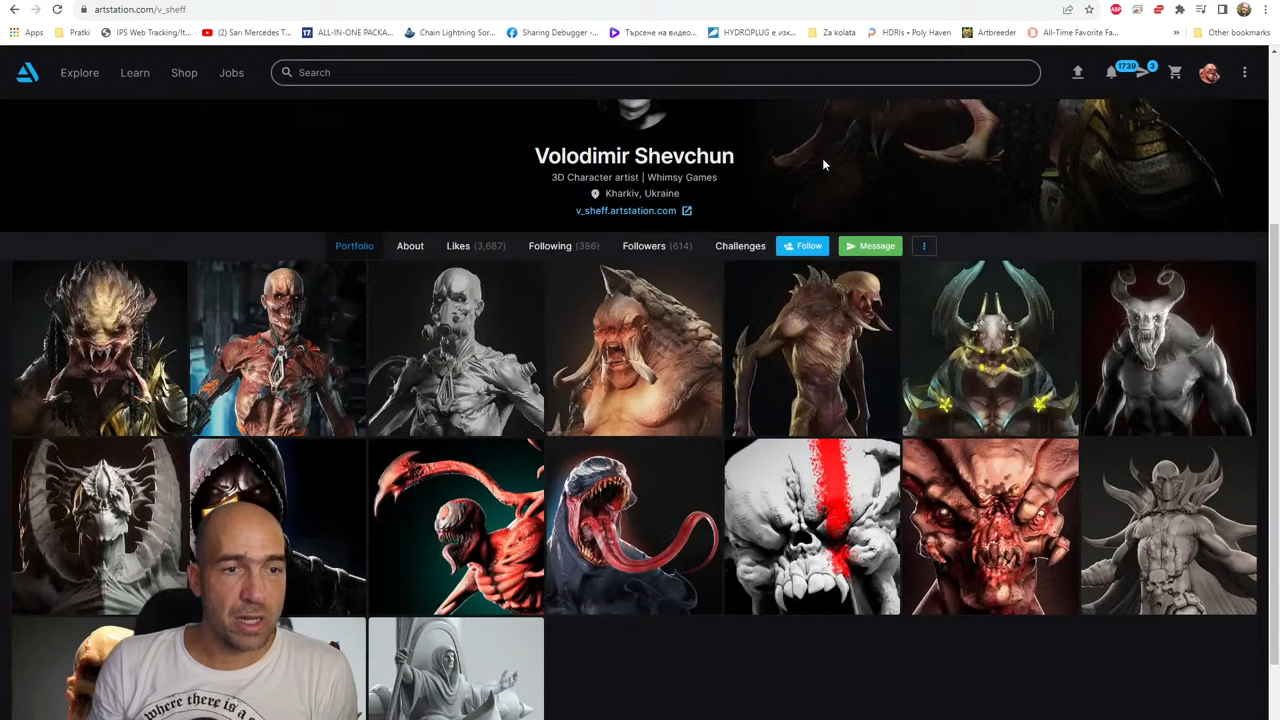 artstation.com/v_sheff
Apps Pratki IPS Web Tracking/It... (2) San Mercedes T... ALL-IN-ONE PACKA... Chain Lightning Sor... Sharing Debugger -... Търсене на видео... HYDROPLUG е изк... Za kolata HDRIs • Poly Haven Artbreeder All-Time Favorite Fa... » Other bookmarks
Explore Learn Shop Jobs Search 1739 3
Volodimir Shevchun
3D Character artist | Whimsy Games
Kharkiv, Ukraine
v_sheff.artstation.com
Portfolio About Likes (3,687) Following (386) Followers (614) Challenges Follow Message
where there is a